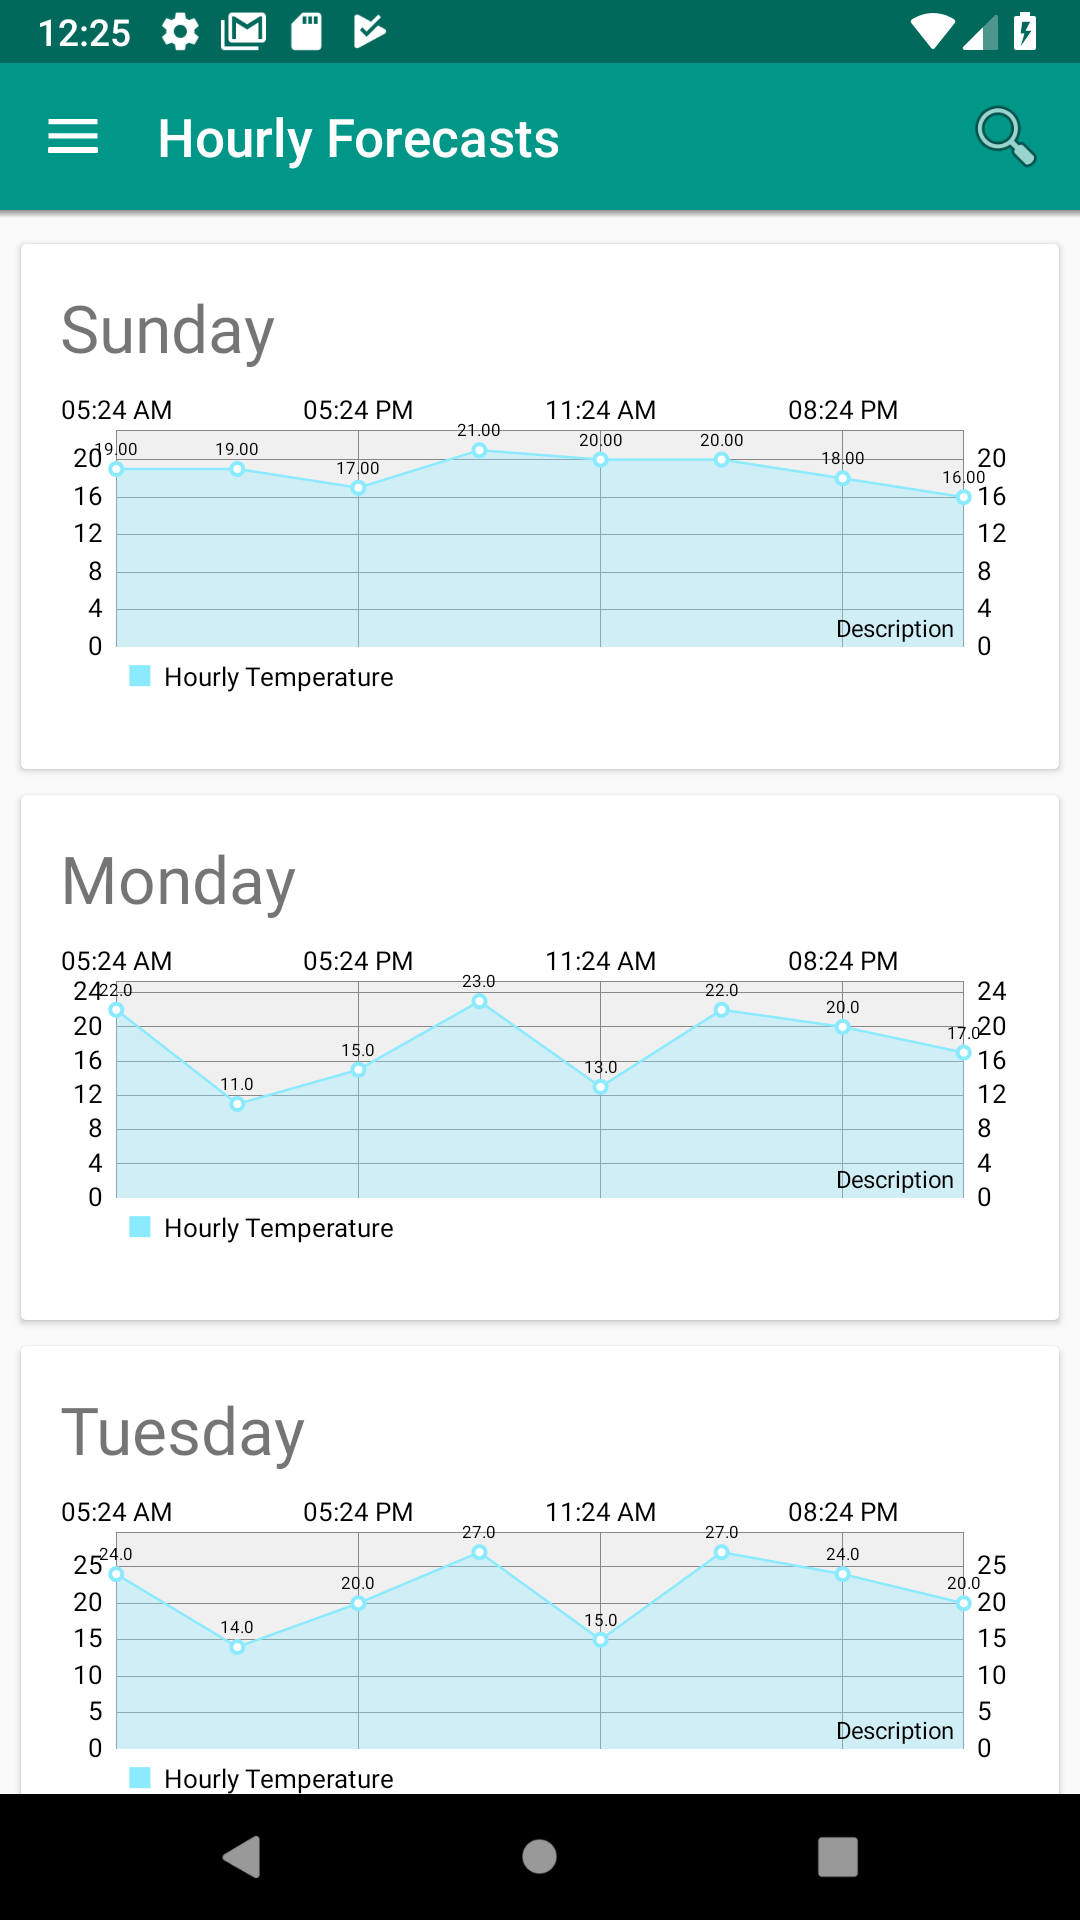 12:25
Hourly Forecasts
Sunday
05:24 AM 05:24 PM 11:24 AM 08:24 PM
19.00 19.00 17.00 21.00 20.00 20.00 18.00 16.00
20 20
16 16
12 12
8 8
4 4
0 0
Description
Hourly Temperature
Monday
05:24 AM 05:24 PM 11:24 AM 08:24 PM
22.0 11.0 15.0 23.0 13.0 22.0 20.0 17.0
24 24
20 20
16 16
12 12
8 8
4 4
0 0
Description
Hourly Temperature
Tuesday
05:24 AM 05:24 PM 11:24 AM 08:24 PM
24.0 14.0 20.0 27.0 15.0 27.0 24.0 20.0
25 25
20 20
15 15
10 10
5 5
0 0
Description
Hourly Temperature